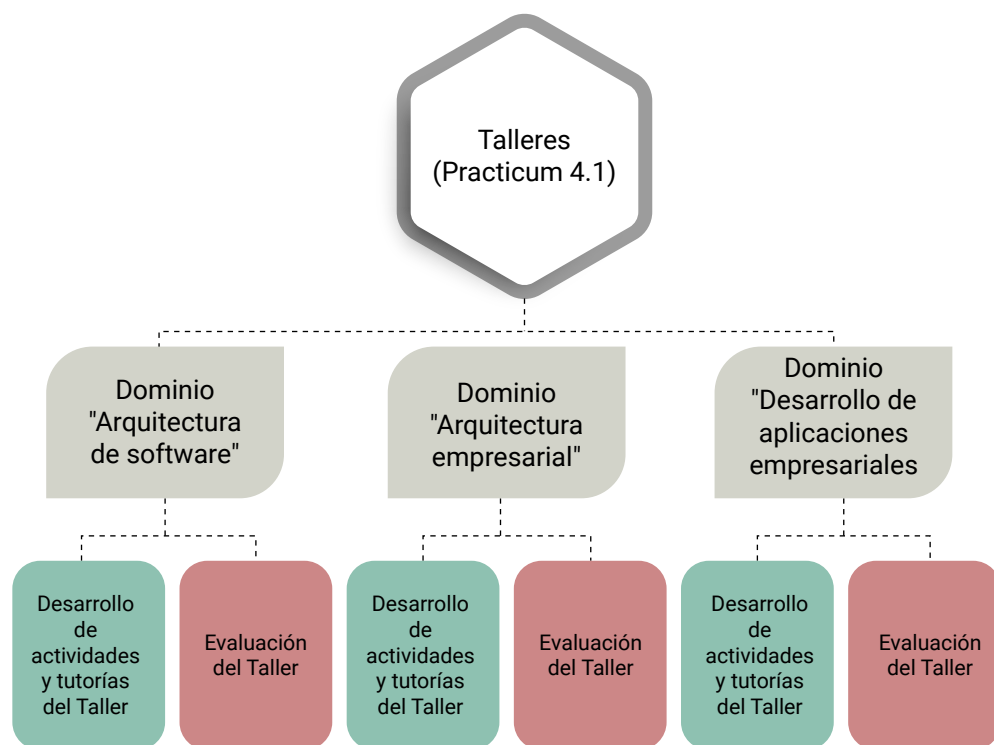 Talleres
(Practicum 4.1)
Dominio
"Arquitectura
de software"
Dominio
"Arquitectura
empresarial"
Dominio
"Desarrollo de
aplicaciones
empresariales
Desarrollo
de
actividades
y tutorías
del Taller
Evaluación
del Taller
Desarrollo
de
actividades
y tutorías
del Taller
Evaluación
del Taller
Desarrollo
de
actividades
y tutorías
del Taller
Evaluación
del Taller